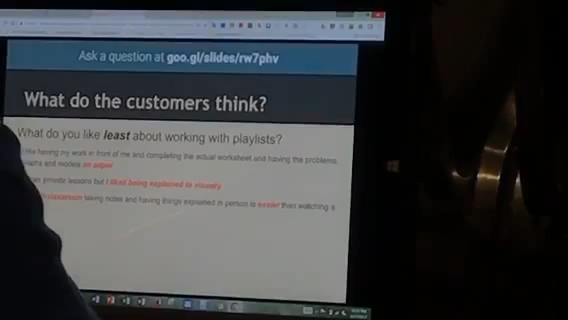 Ask a question at goo.gl/slides/rw7phv
What do the customers think?
What do you like least about working with playlists?
like having my work in front of me and completing the actual worksheet and having the problems,
and models on paper
private lessons but I liked being explained to
taking notes and having things explained in person is easier than watching a